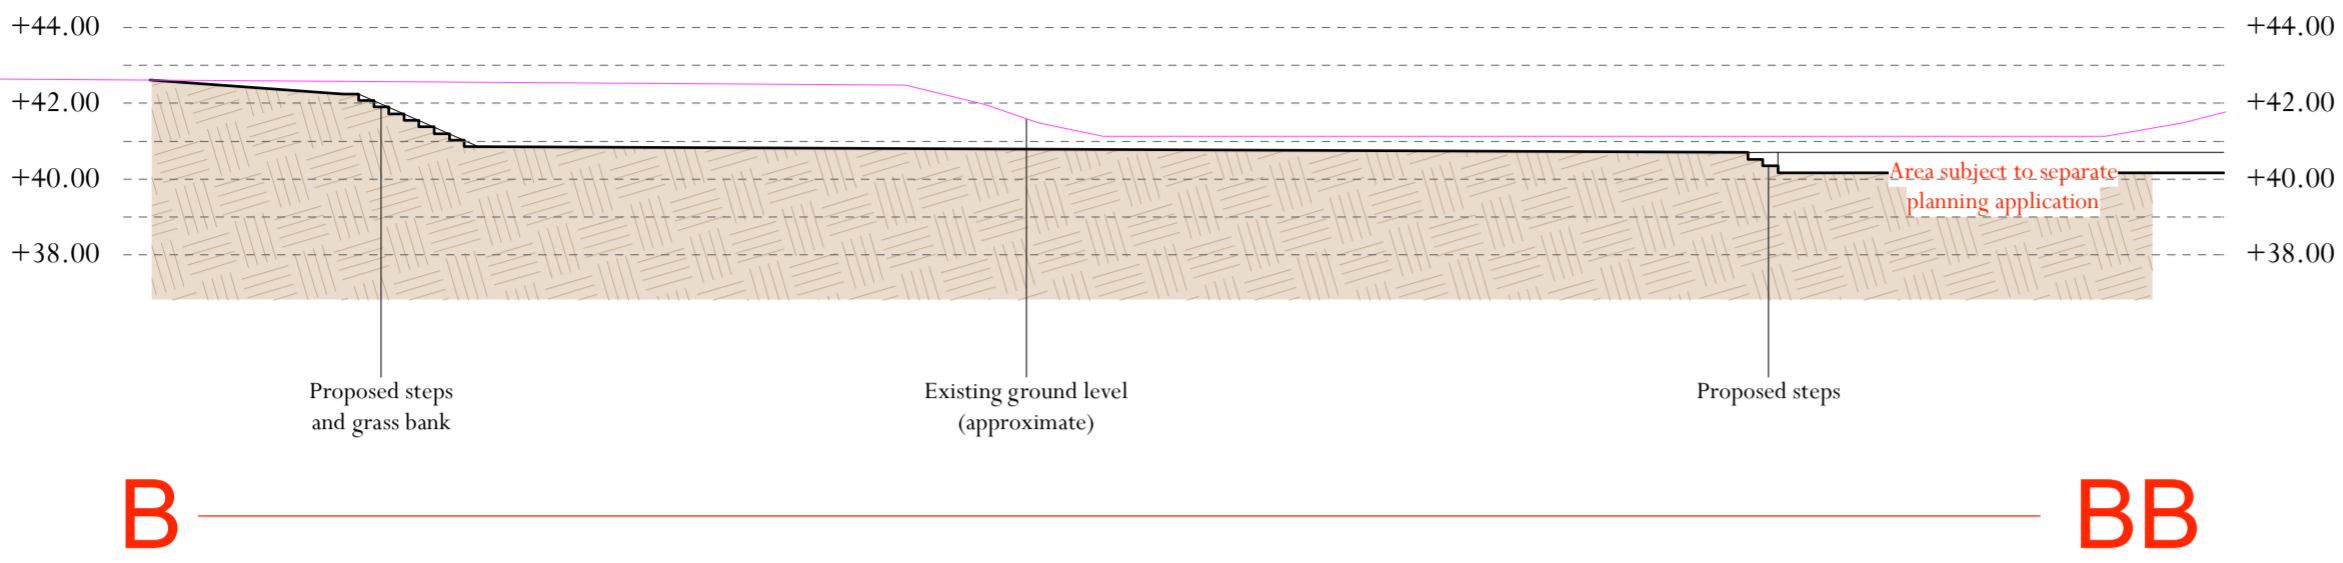 +44.00 +44.00
+42.00 +42.00
Area subject to separate
+40.00 +40.00
planning application
+38.00 +38.00
Proposed steps
and grass bank
Existing ground level
(approximate)
Proposed steps
B BB